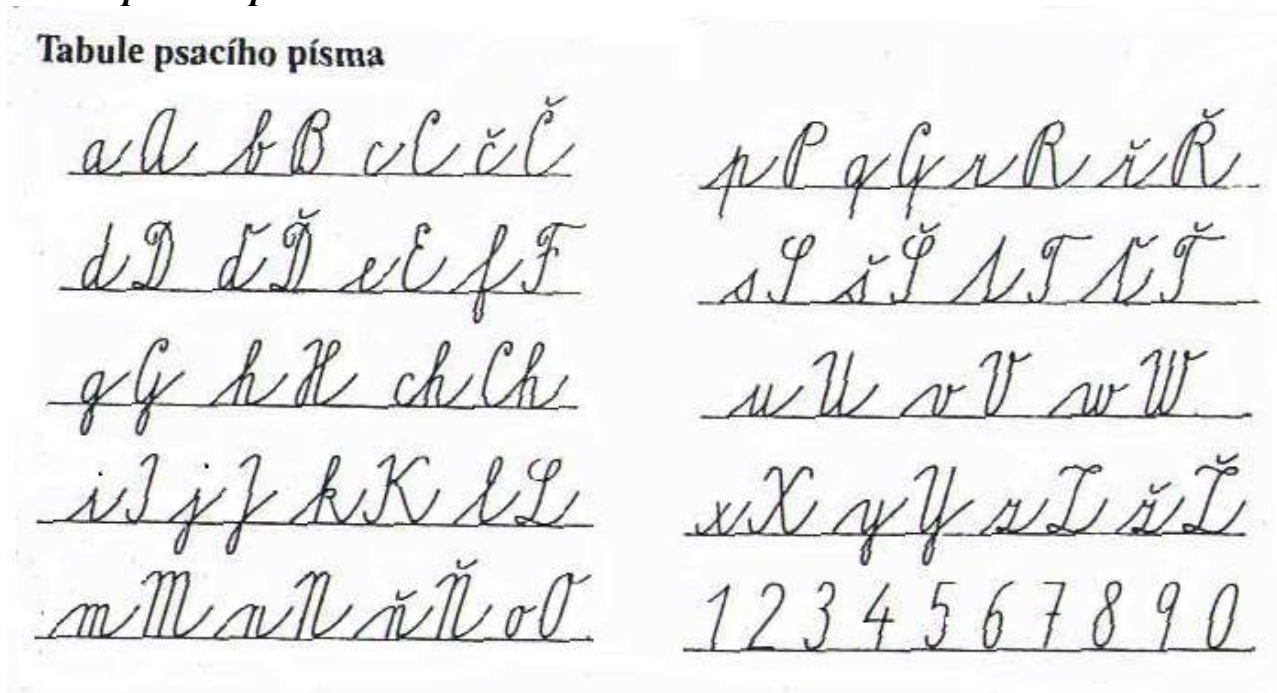 Tabule psacího písma
a A b B c C č Č
d D ď Ď e E f F
g G h H ch Ch
i I j J k K l L
m M n N ň Ň o O
p P q Q r R ř Ř
s S š Š t T ť Ť
u U v V w W
x X y Y z Z ž Ž
1 2 3 4 5 6 7 8 9 0